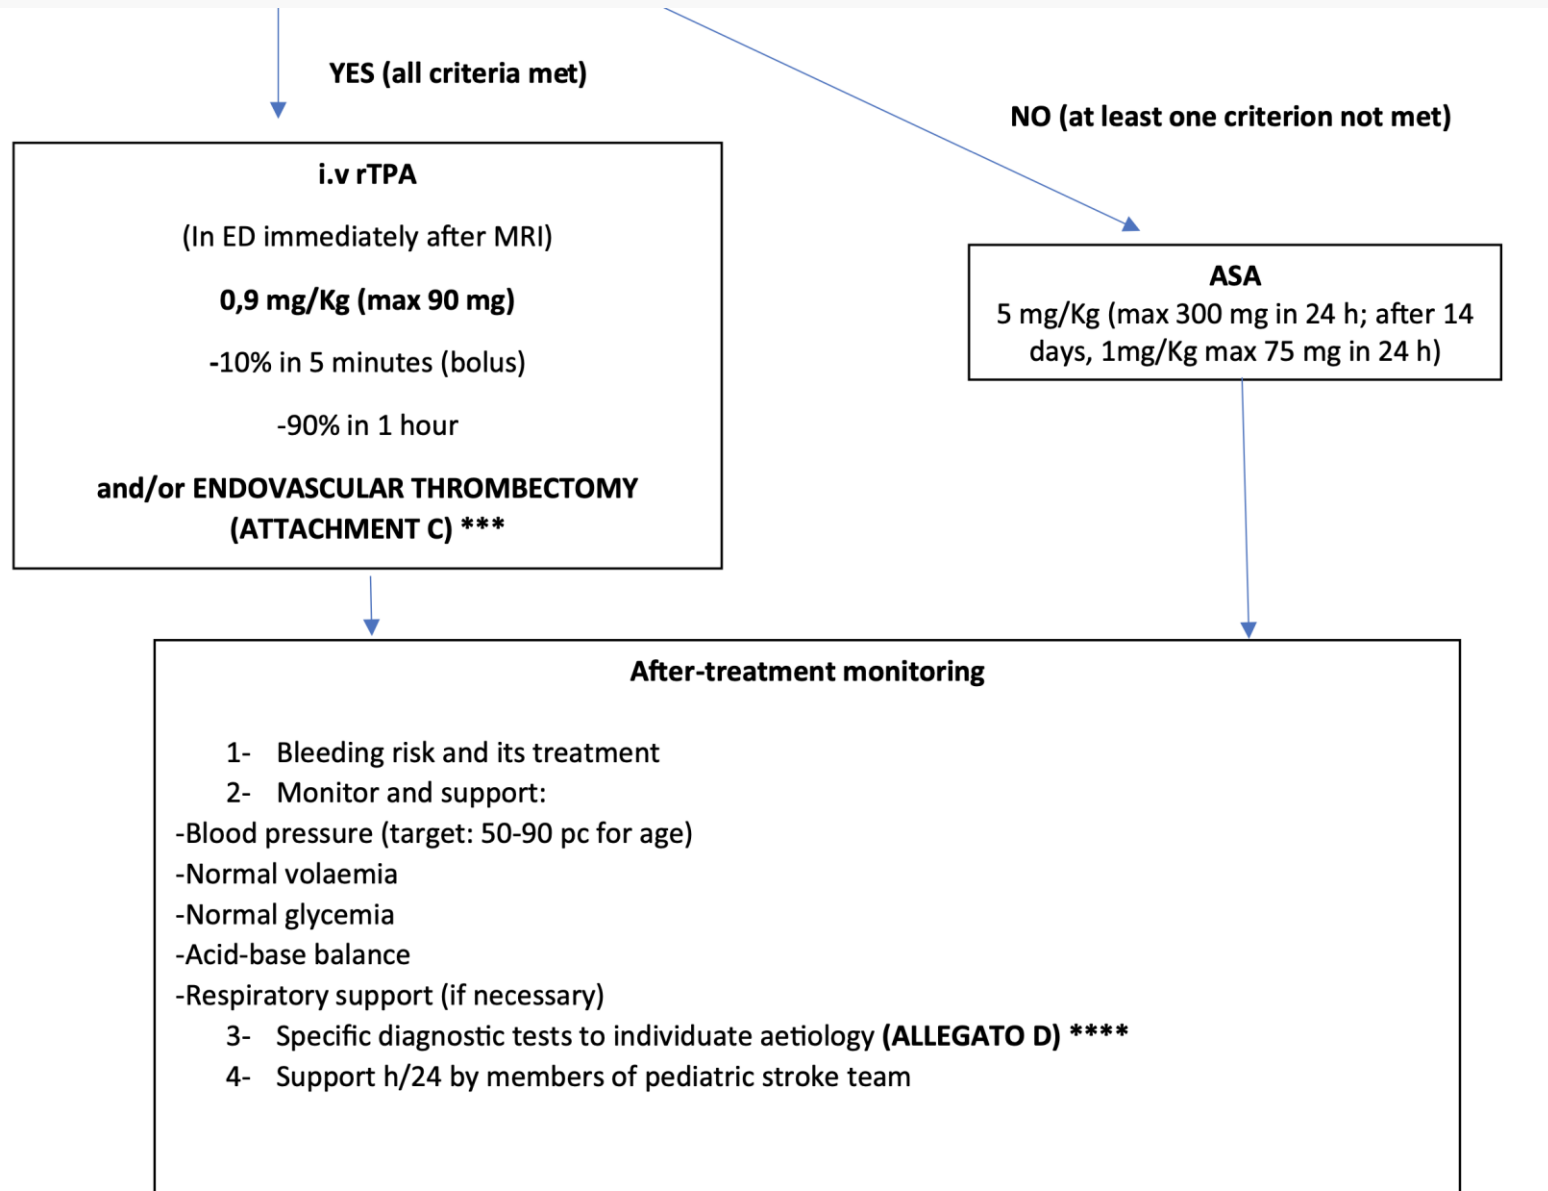 YES (all criteria met)
NO (at least one criterion not met)
i.v rTPA
(In ED immediately after MRI)
0,9 mg/Kg (max 90 mg)
-10% in 5 minutes (bolus)
-90% in 1 hour
and/or ENDOVASCULAR THROMBECTOMY
(ATTACHMENT C) ***
ASA
5 mg/Kg (max 300 mg in 24 h; after 14
days, 1mg/Kg max 75 mg in 24 h)
After-treatment monitoring
1- Bleeding risk and its treatment
2- Monitor and support:
-Blood pressure (target: 50-90 pc for age)
-Normal volaemia
-Normal glycemia
-Acid-base balance
-Respiratory support (if necessary)
3- Specific diagnostic tests to individuate aetiology (ALLEGATO D) ****
4- Support h/24 by members of pediatric stroke team